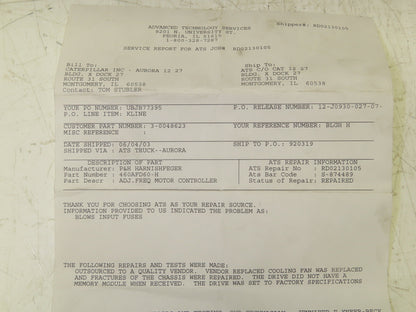 Shipper#: RD02130105
ADVANCED TECHNOLOGY SERVICES
8201 N. UNIVERSITY ST.
PEORIA, IL 61615
1-800-328-7287
SERVICE REPORT FOR ATS JOB# RD02130105
Bill To: Ship To:
CATERPILLAR INC - AURORA 12 27 ATS C/O CAT 12 27
BLDG. X DOCK 27 BLDG. X DOCK 27
ROUTE 31 SOUTH ROUTE 31 SOUTH
MONTGOMERY, IL 60538 MONTGOMERY, IL 60538
Contact: TOM STUBLER
YOUR PO NUMBER: UBJ877395 P.O. RELEASE NUMBER: 12-J0930-027-07-
P.O. LINE ITEM: KLINE
CUSTOMER PART NUMBER: 3-0048623 YOUR REFERENCE NUMBER: BLDG H
MISC REFERENCE :
DATE SHIPPED: 06/04/03 SHIP TO P.O.: 920319
SHIPPED VIA : ATS TRUCK--AURORA
DESCRIPTION OF PART ATS REPAIR INFORMATION
Manufacturer: P&H HARNISHFEGER ATS Repair No : RD02130105
Part Number : 460AFD60-H ATS Bar Code : S-874489
Part Descr : ADJ.FREQ MOTOR CONTROLLER Status of Repair: REPAIRED
THANK YOU FOR CHOOSING ATS AS YOUR REPAIR SOURCE.
INFORMATION PROVIDED TO US INDICATED THE PROBLEM AS:
BLOWS INPUT FUSES
THE FOLLOWING REPAIRS AND TESTS WERE MADE:
OUTSOURCED TO A QUALITY VENDOR. VENDOR REPLACED COOLING FAN WAS REPLACED
AND FRACTURES OF THE CHASSIS WERE REPAIRED. THE DRIVE DID NOT HAVE A
MEMORY MODULE WHEN RECEIVED. THE DRIVE WAS SET TO FACTORY SPECIFICATIONS